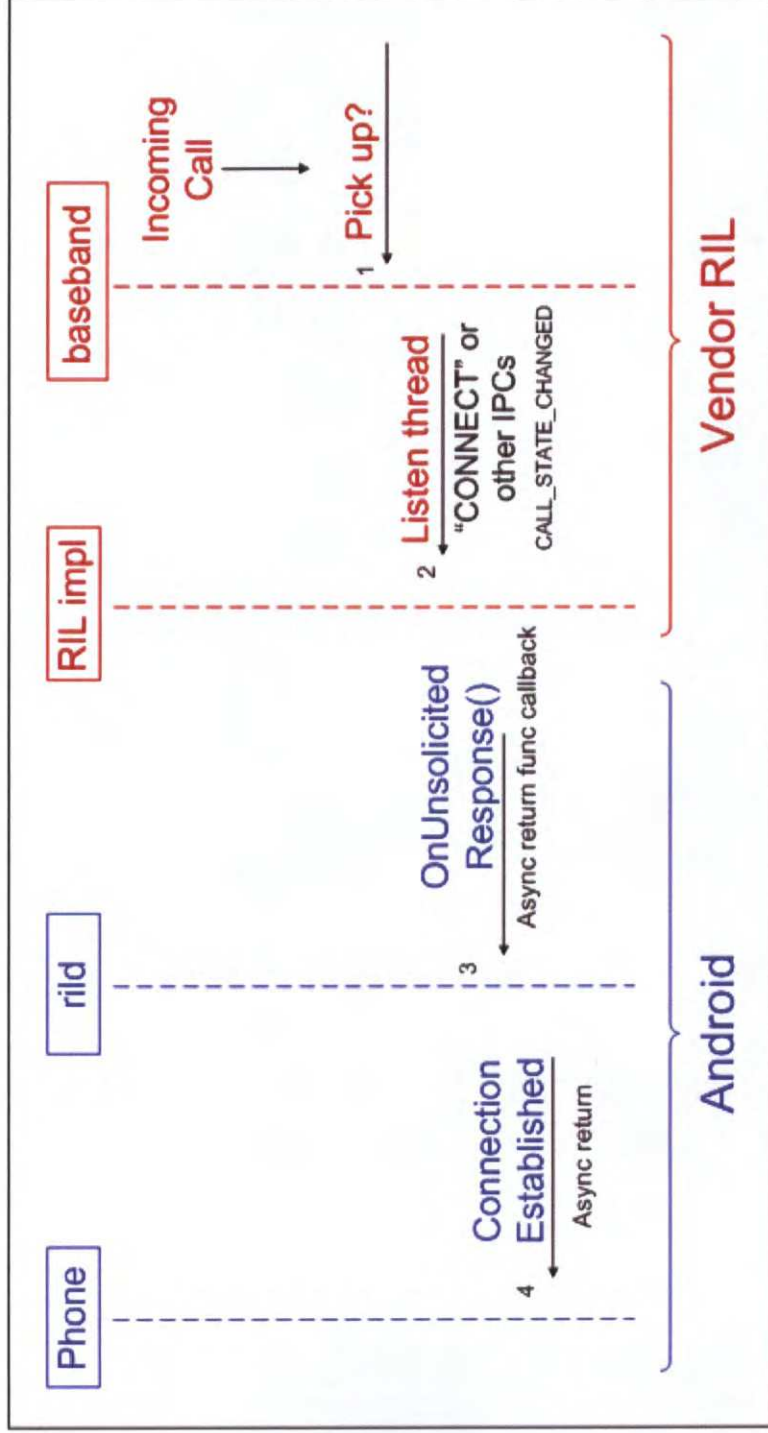 Phone
rild
RIL impl
baseband
Incoming
Call
Pick up?
1
Listen thread
2
"CONNECT" or
other IPCs
CALL_STATE_CHANGED
OnUnsolicited
Response()
3
Async return func callback
Connection
Established
4
Async return
Android
Vendor RIL